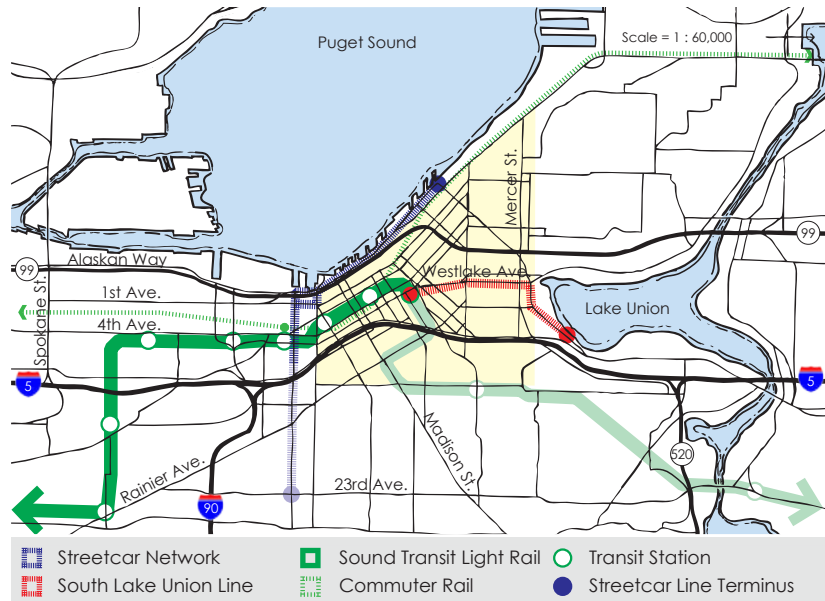 Puget Sound
Scale = 1 : 60,000
Mercer St.
99
Alaskan Way
99
Westlake Ave.
1st Ave.
Lake Union
4th Ave.
Spokane St.
5
5
Madison St.
520
Rainier Ave.
23rd Ave.
90
Streetcar Network
Sound Transit Light Rail
Transit Station
South Lake Union Line
Commuter Rail
Streetcar Line Terminus